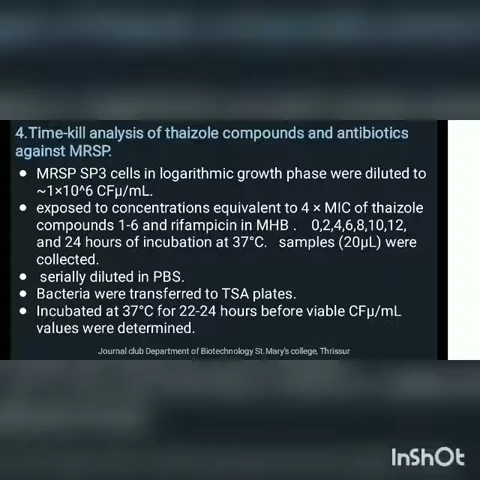 4.Time-kill analysis of thaizole compounds and antibiotics
against MRSP.
● MRSP SP3 cells in logarithmic growth phase were diluted to
~1×10^6 CFµ/mL.
● exposed to concentrations equivalent to 4 × MIC of thaizole
compounds 1-6 and rifampicin in MHB . 0,2,4,6,8,10,12,
and 24 hours of incubation at 37°C. samples (20µL) were
collected.
● serially diluted in PBS.
● Bacteria were transferred to TSA plates.
● Incubated at 37°C for 22-24 hours before viable CFµ/mL
values were determined.
Journal club Department of Biotechnology St.Mary's college, Thrissur
InShOt